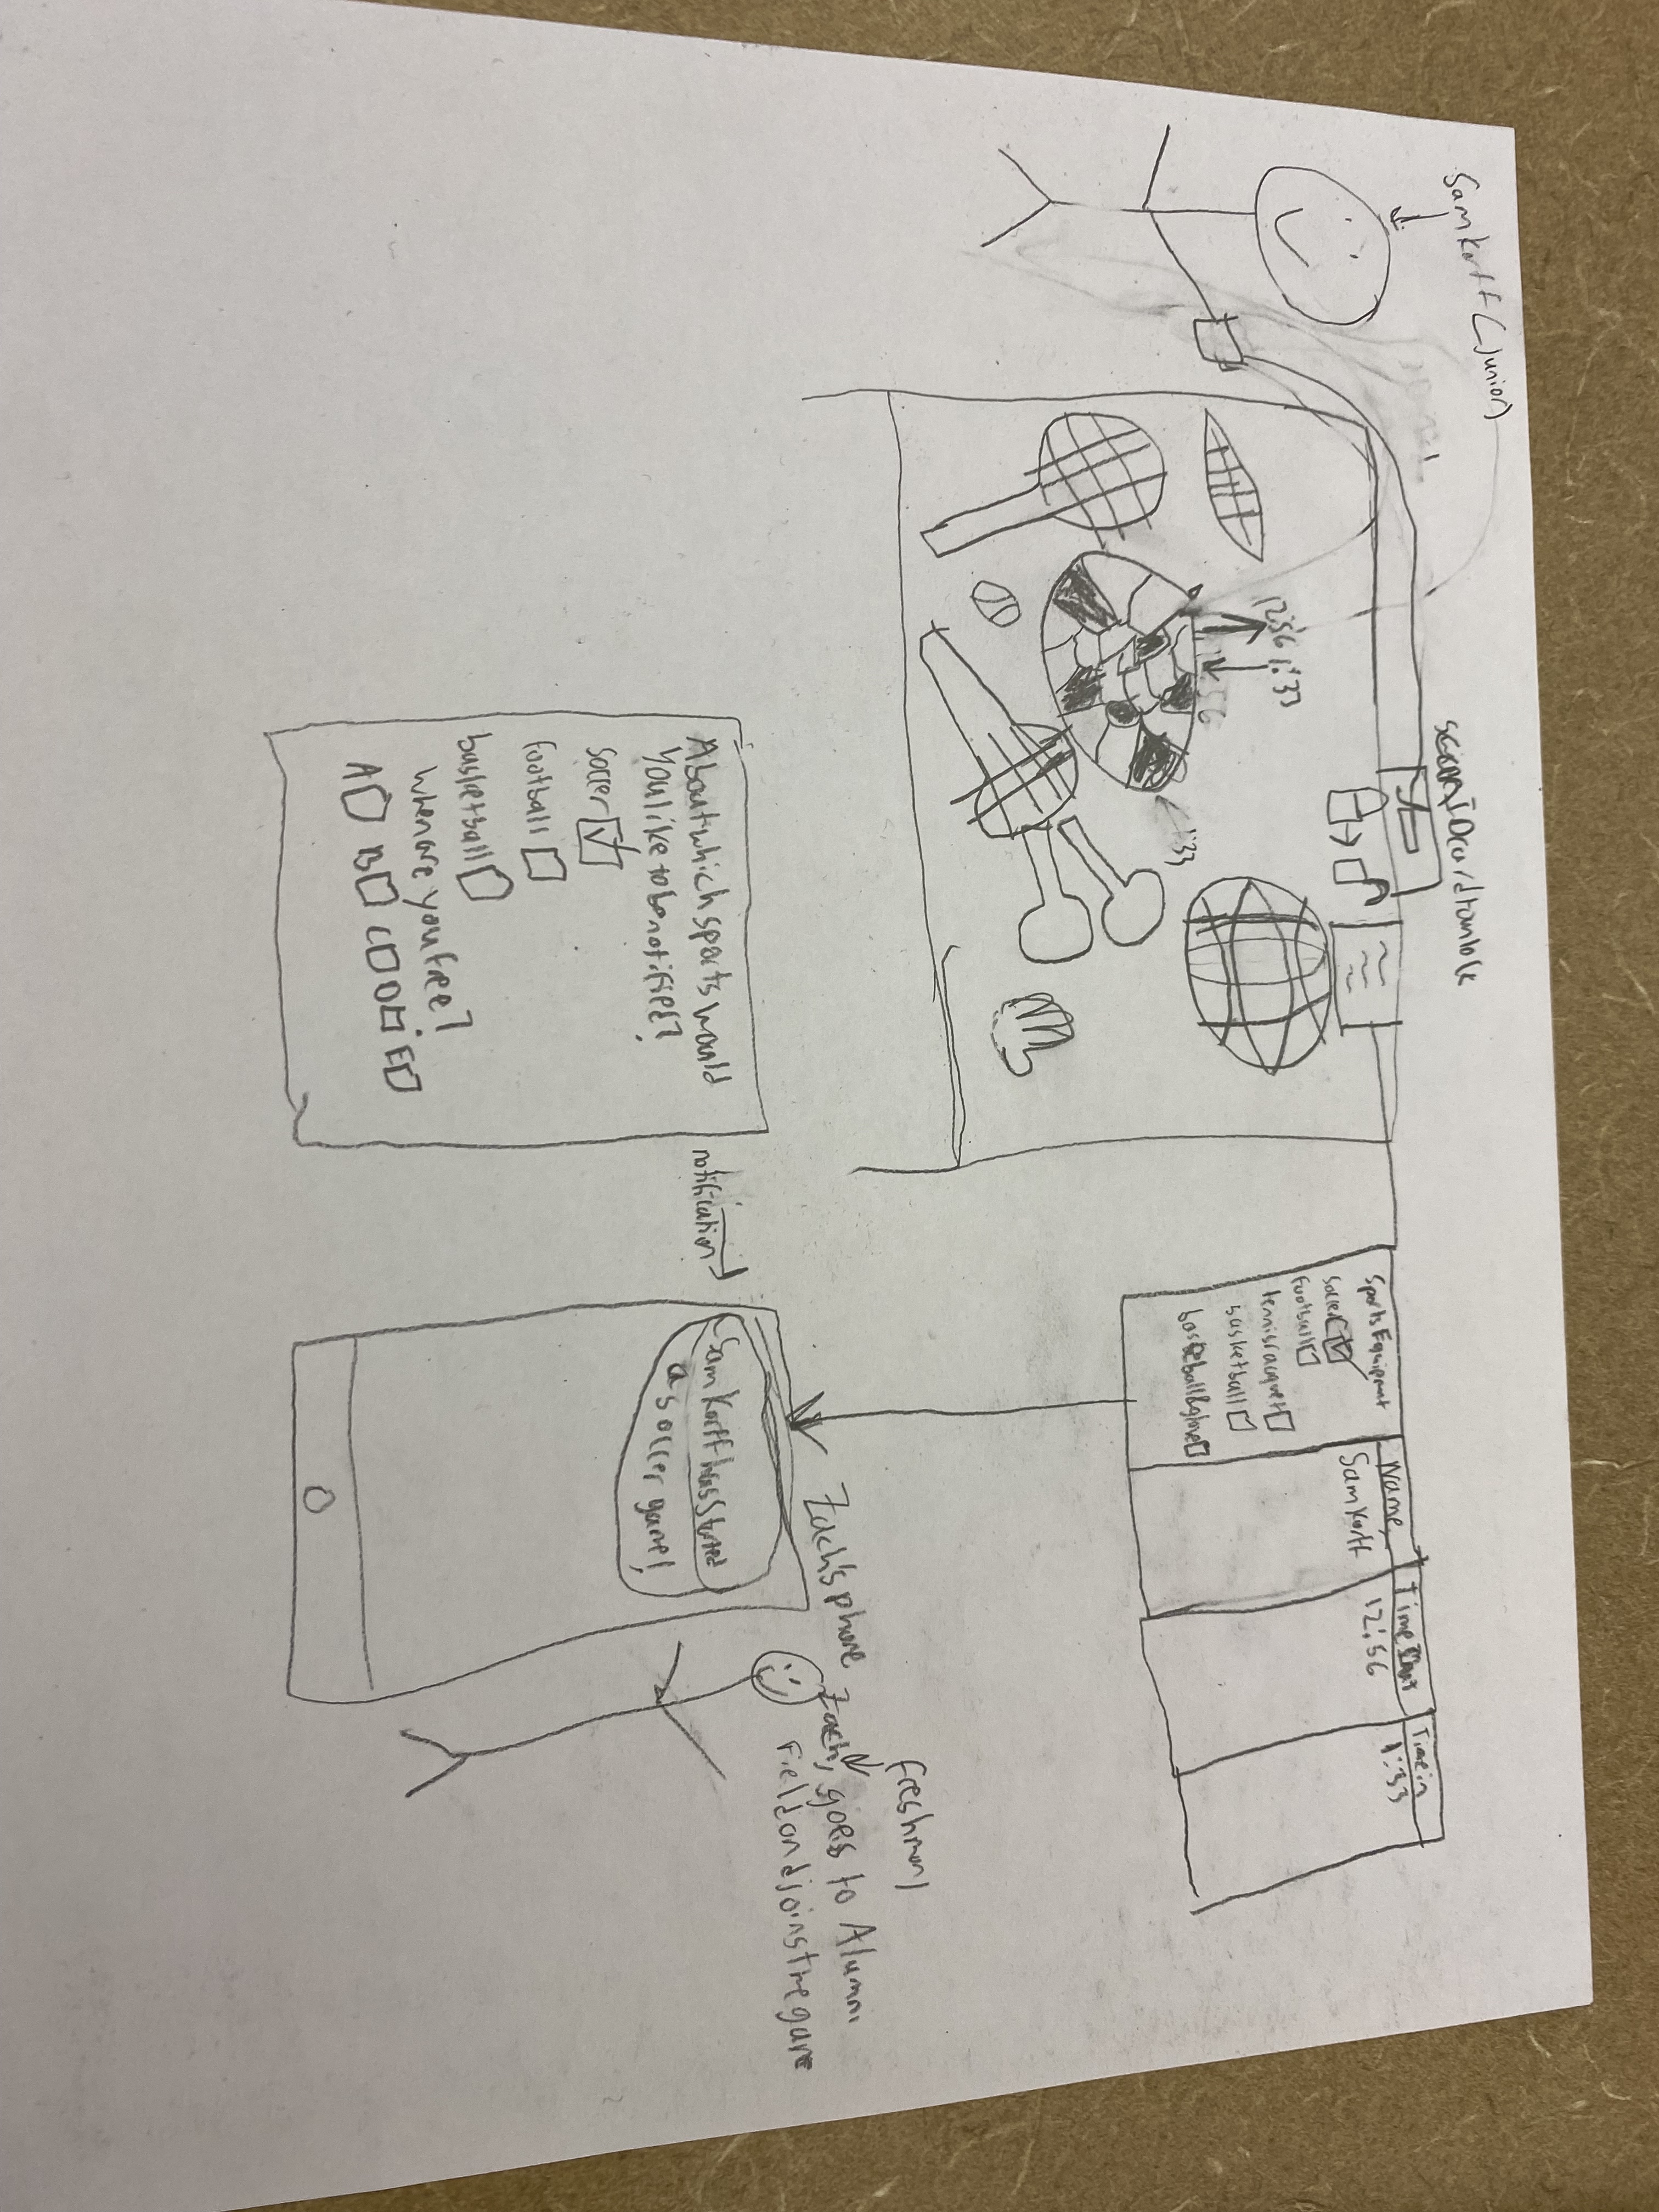 Sam Korff (Junior)
scan ID card to unlock
12:56 1:33
1:33
Sports Equipment
soccer
football
tennis racquet
basketball
baseball&glove
Name
Sam Korff
Time Out
12:56
Time in
1:33
About which sports would
you like to be notified?
soccer
football
basketball
When are you free?
A B C D E
notification
Sam Korff has started
a soccer game!
Zach's phone
freshman
Zach, goes to Alumni
Field and joins the game